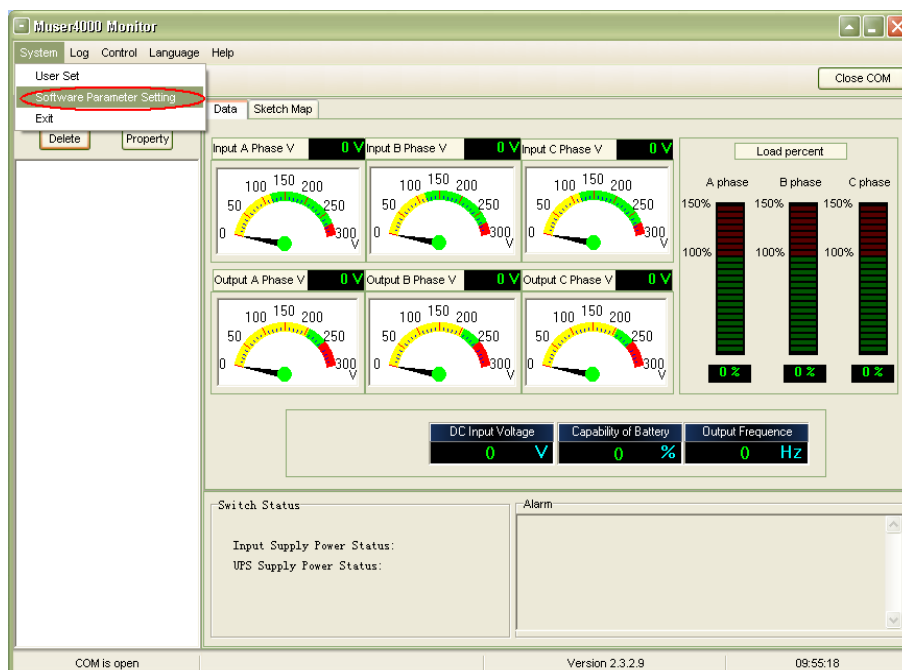 Muser4000 Monitor
System Log Control Language Help
User Set
Software Parameter Setting
Exit
Close COM
Delete Property
Data Sketch Map
Input A Phase V 0 V Input B Phase V 0 V Input C Phase V 0 V
0 50 100 150 200 250 300 V
0 50 100 150 200 250 300 V
0 50 100 150 200 250 300 V
Output A Phase V 0 V Output B Phase V 0 V Output C Phase V 0 V
0 50 100 150 200 250 300 V
0 50 100 150 200 250 300 V
0 50 100 150 200 250 300 V
Load percent
A phase B phase C phase
150% 150% 150%
100% 100% 100%
0 % 0 % 0 %
DC Input Voltage Capability of Battery Output Frequence
0 V 0 % 0 Hz
Switch Status
Input Supply Power Status:
UPS Supply Power Status:
Alarm
COM is open Version 2.3.2.9 09:55:18